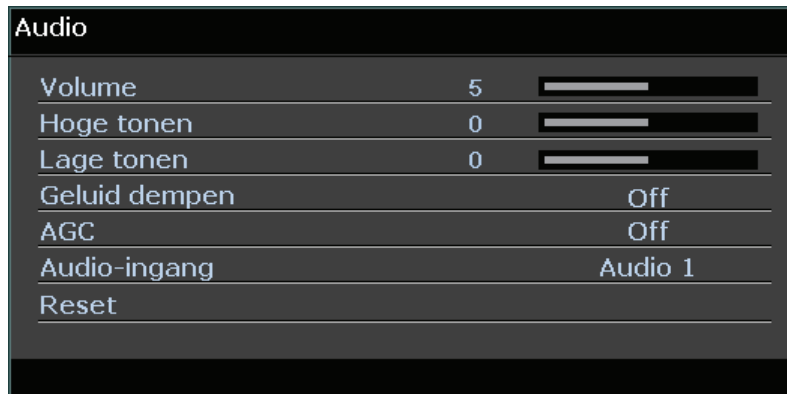 Audio
Volume 5
Hoge tonen 0
Lage tonen 0
Geluid dempen Off
AGC Off
Audio-ingang Audio 1
Reset